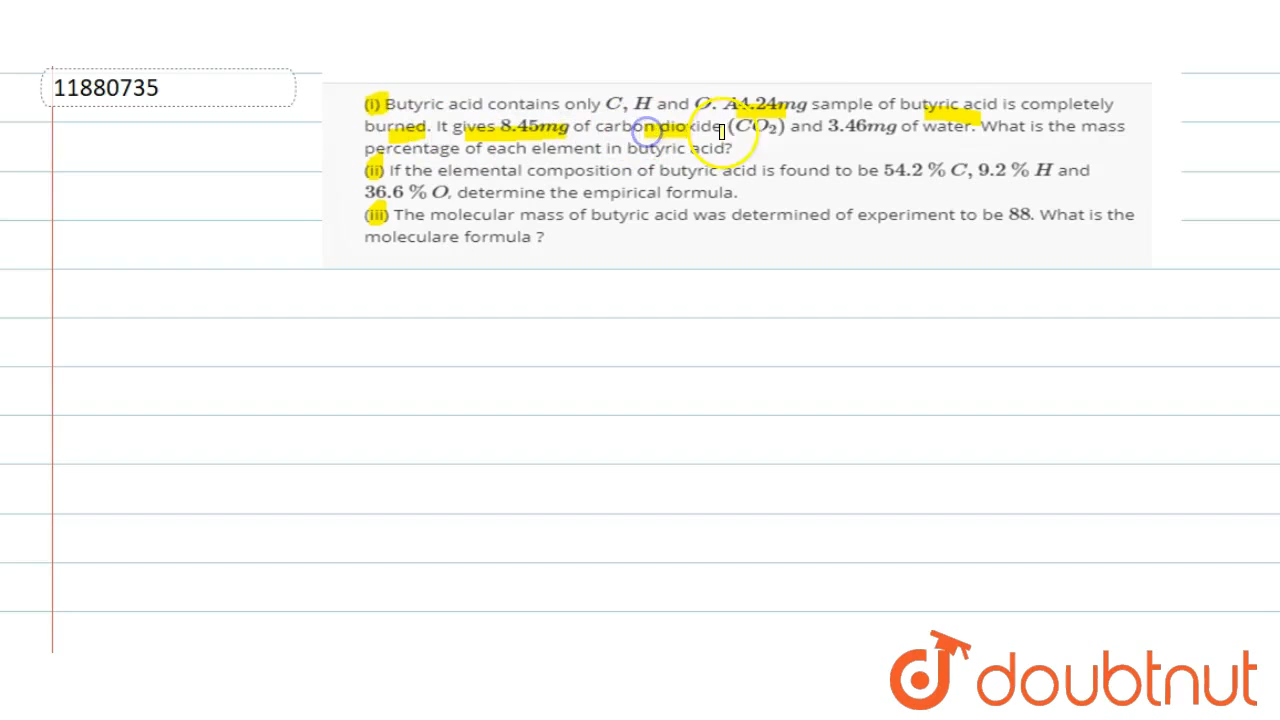 11880735
(i) Butyric acid contains only C, H and O. A4.24mg sample of butyric acid is completely
burned. It gives 8.45mg of carbon dioxide (CO₂) and 3.46mg of water. What is the mass
percentage of each element in butyric acid?
(ii) If the elemental composition of butyric acid is found to be 54.2 % C, 9.2 % H and
36.6 % O, determine the empirical formula.
(iii) The molecular mass of butyric acid was determined of experiment to be 88. What is the
moleculare formula ?
doubtnut